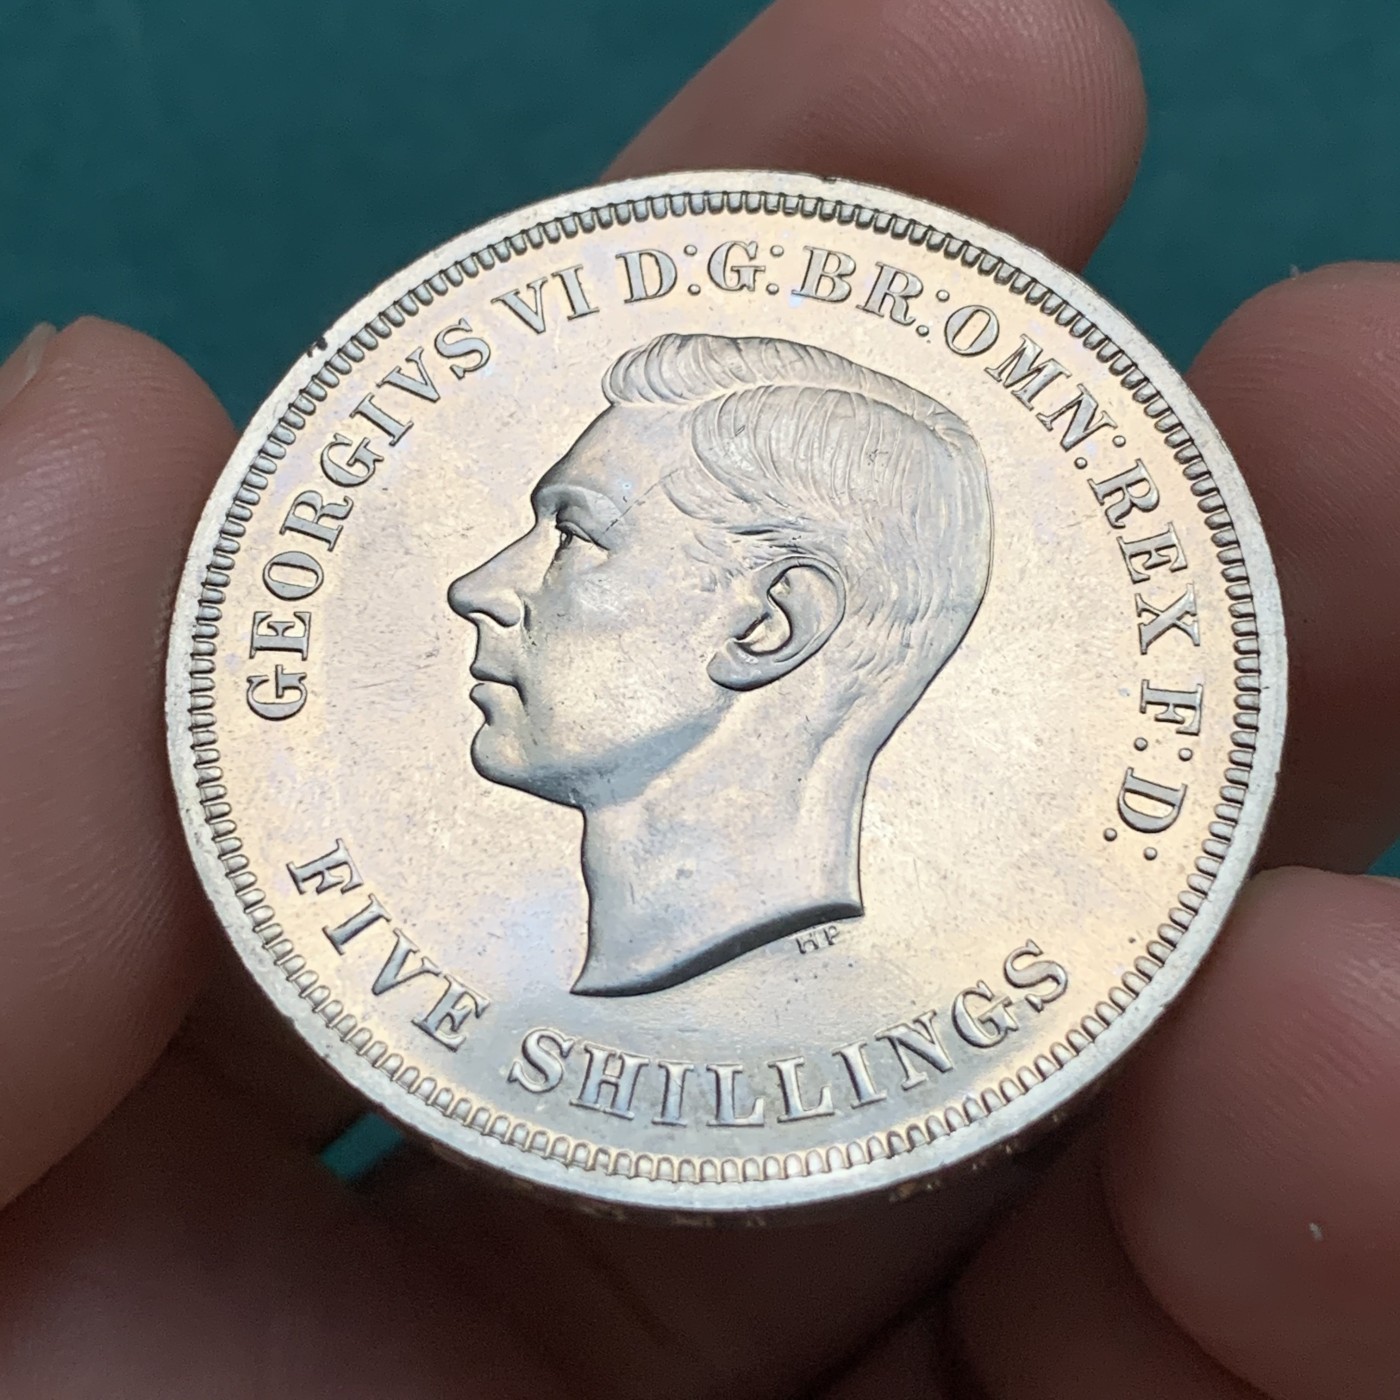 GEORGIVS VI D:G:BR:OMN:REX F:D:
HP
FIVE SHILLINGS